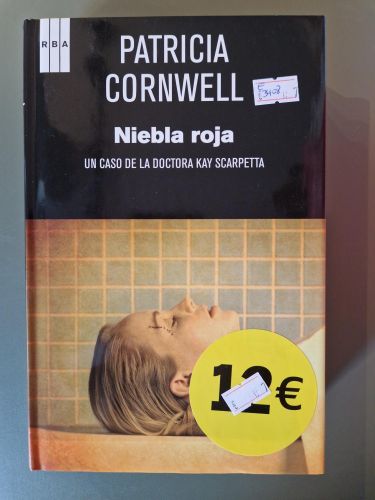 RBA
PATRICIA
CORNWELL
Niebla roja
UN CASO DE LA DOCTORA KAY SCARPETTA
12€